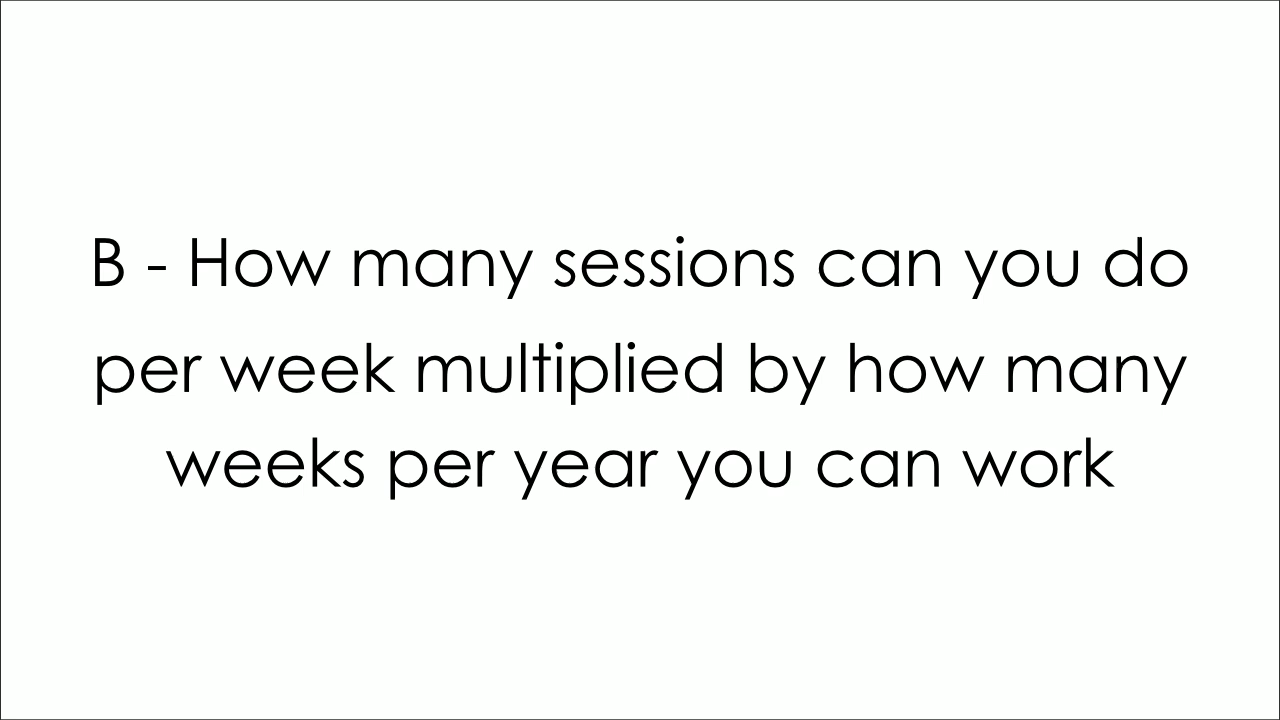 B - How many sessions can you do
per week multiplied by how many
weeks per year you can work